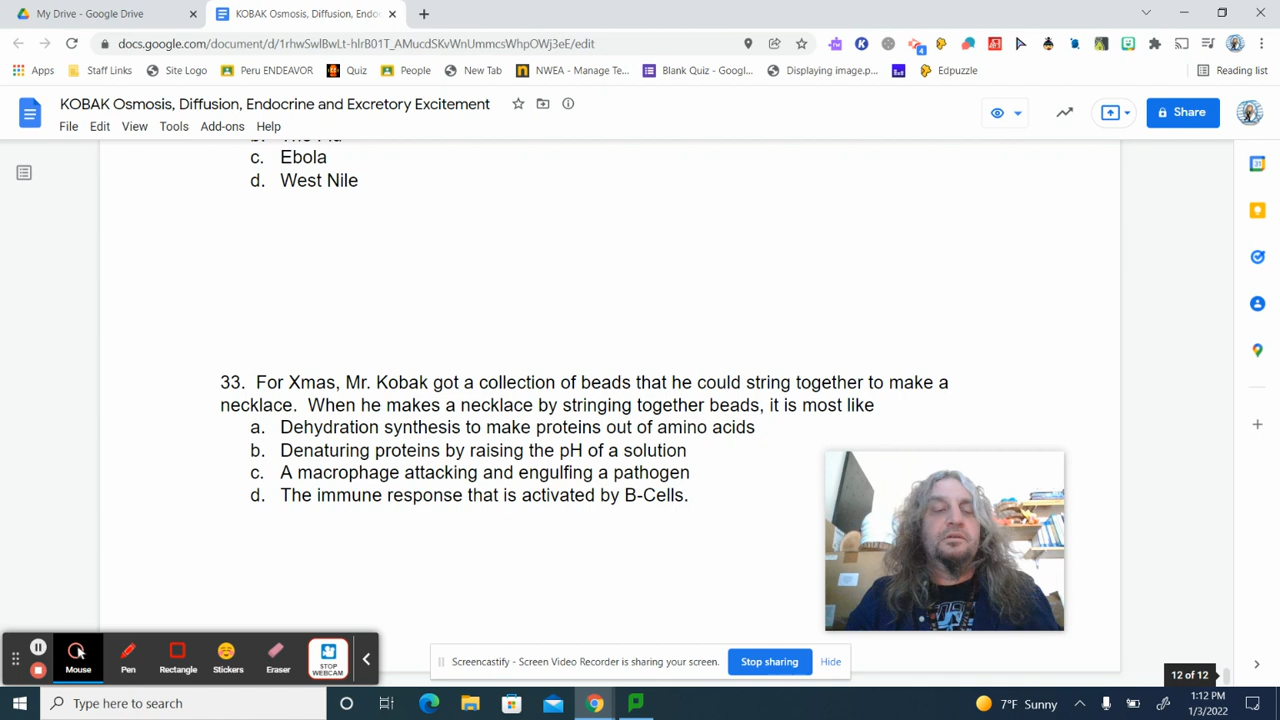 My Drive - Google Drive
KOBAK Osmosis, Diffusion, Endo
docs.google.com/document/d/1rhwSwlBwLt-hlrB01T_AMucdSKvWnUmmcsWhpOWj3eE/edit
Apps Staff Links Site Logo Peru ENDEAVOR Quiz People New Tab NWEA - Manage Te... Blank Quiz - Googl... Displaying image.p... Edpuzzle Reading list
KOBAK Osmosis, Diffusion, Endocrine and Excretory Excitement
File Edit View Tools Add-ons Help
Share
c. Ebola
d. West Nile
33. For Xmas, Mr. Kobak got a collection of beads that he could string together to make a
necklace. When he makes a necklace by stringing together beads, it is most like
a. Dehydration synthesis to make proteins out of amino acids
b. Denaturing proteins by raising the pH of a solution
c. A macrophage attacking and engulfing a pathogen
d. The immune response that is activated by B-Cells.
Mouse Pen Rectangle Stickers Eraser STOP WEBCAM
Screencastify - Screen Video Recorder is sharing your screen. Stop sharing Hide
12 of 12
Type here to search
7°F Sunny
1:12 PM
1/3/2022